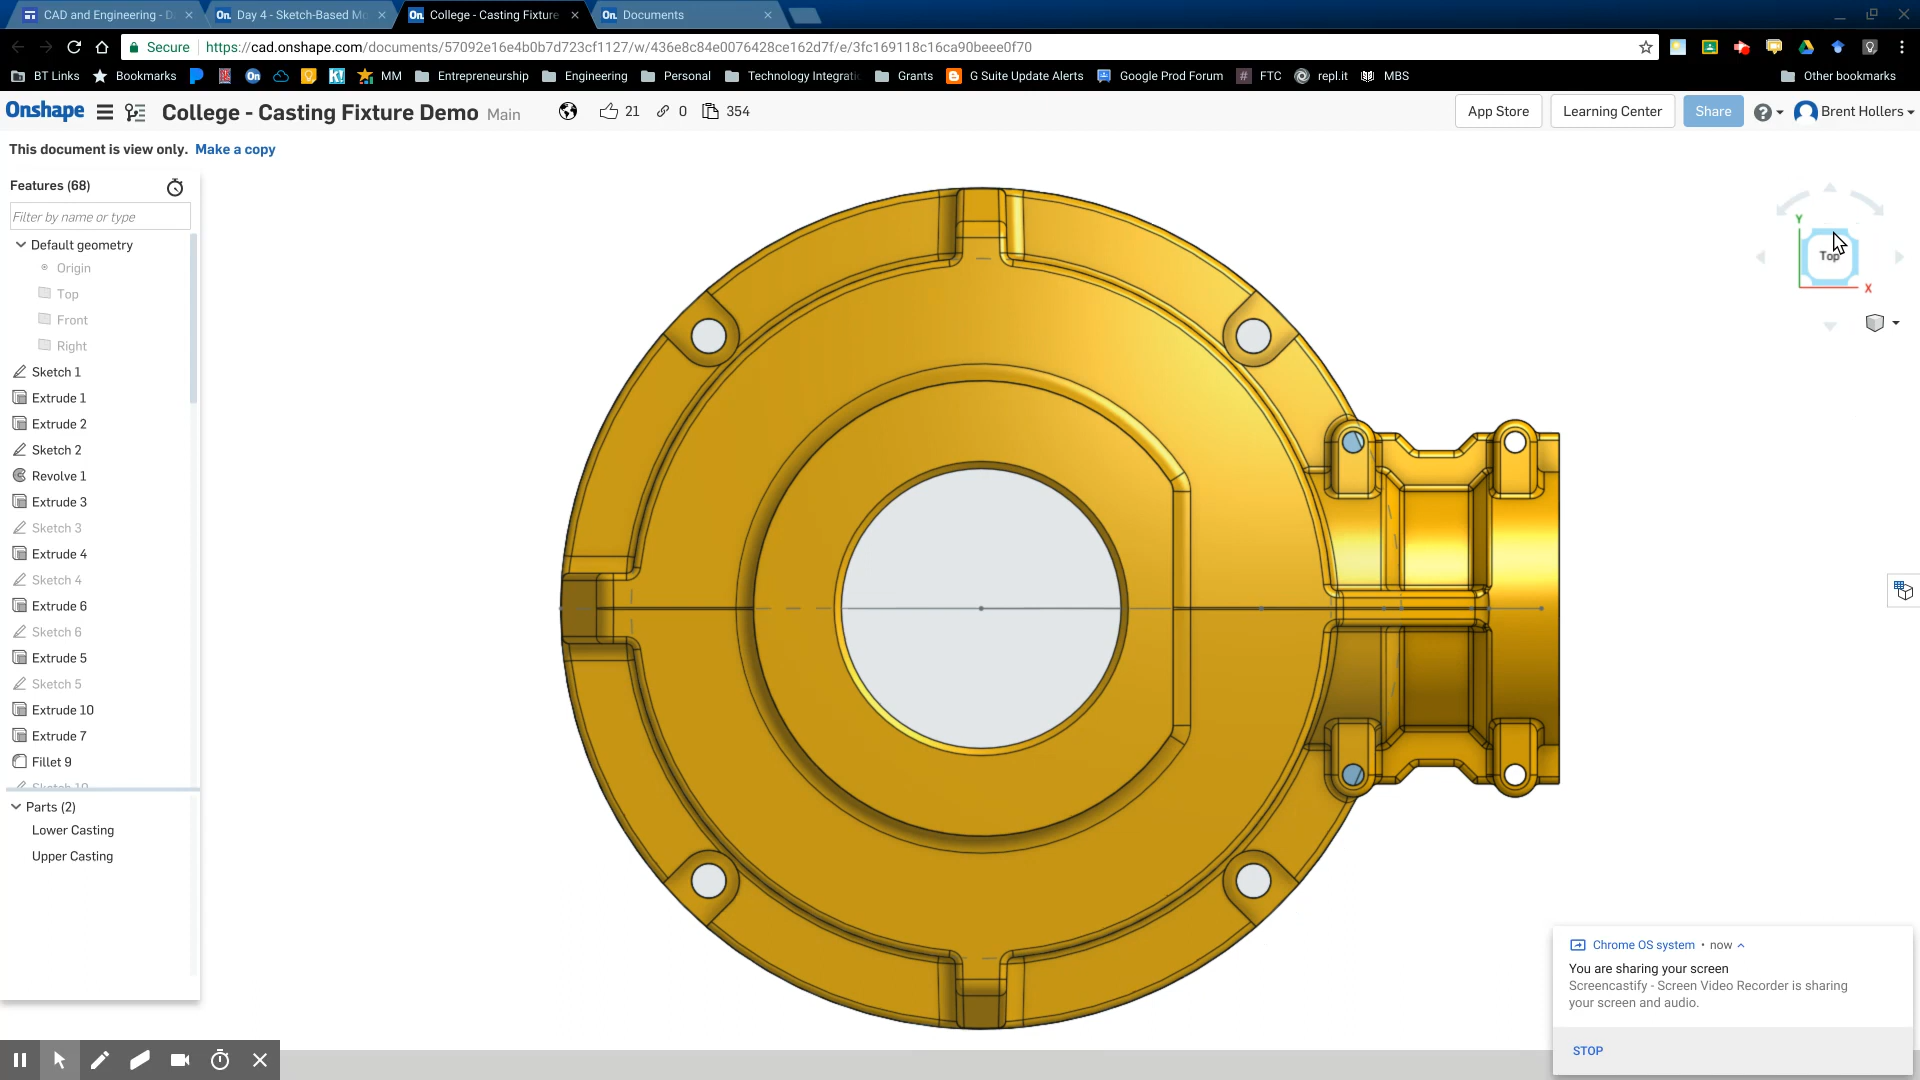 CAD and Engineering - D
Day 4 - Sketch-Based Mo
College - Casting Fixture
Documents
Secure
https://cad.onshape.com/documents/57092e16e4b0b7d723cf1127/w/436e8c84e0076428ce162d7f/e/3fc169118c16ca90beee0f70
BT Links
Bookmarks
On
K!
MM
Entrepreneurship
Engineering
Personal
Technology Integratio
Grants
G Suite Update Alerts
Google Prod Forum
FTC
repl.it
MBS
Other bookmarks
Onshape
College - Casting Fixture Demo Main
21
0
354
App Store
Learning Center
Share
Brent Hollers
This document is view only. Make a copy
Features (68)
Filter by name or type
Default geometry
Origin
Top
Front
Right
Sketch 1
Extrude 1
Extrude 2
Sketch 2
Revolve 1
Extrude 3
Sketch 3
Extrude 4
Sketch 4
Extrude 6
Sketch 6
Extrude 5
Sketch 5
Extrude 10
Extrude 7
Fillet 9
Sketch 10
Parts (2)
Lower Casting
Upper Casting
Y
Top
X
Chrome OS system • now
You are sharing your screen
Screencastify - Screen Video Recorder is sharing
your screen and audio.
STOP